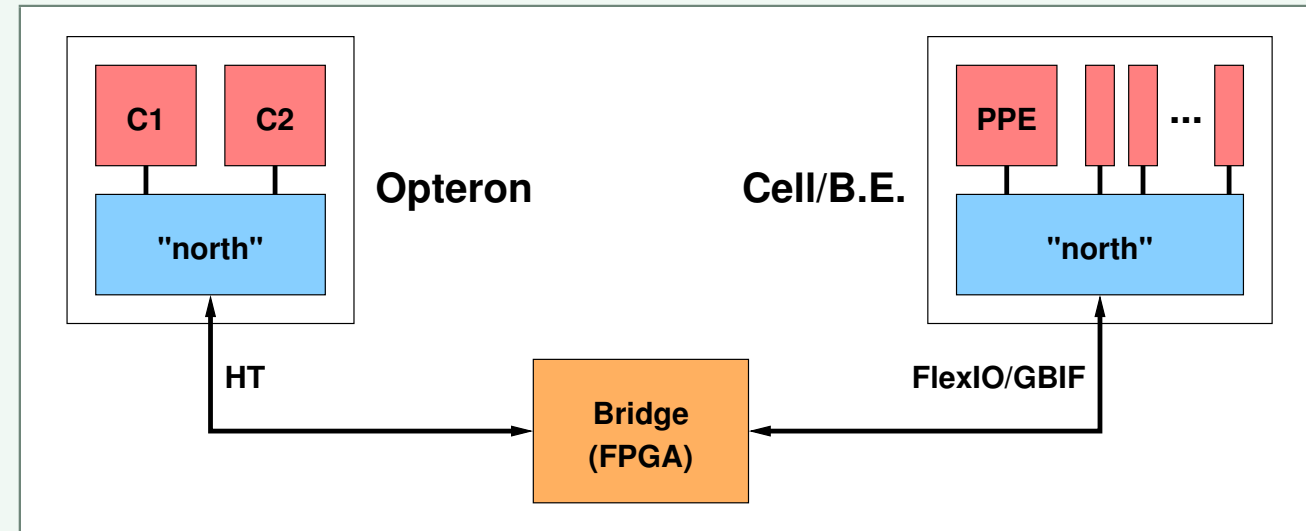 C1
C2
PPE
...
Opteron
Cell/B.E.
"north"
"north"
HT
FlexIO/GBIF
Bridge
(FPGA)